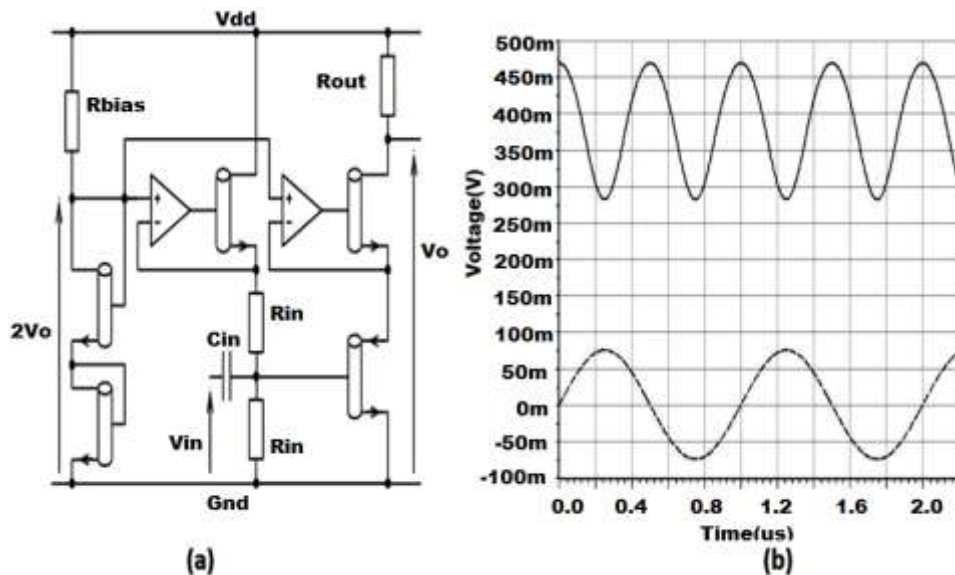 Vdd
Rbias
Rout
+
-
+
-
Vo
2Vo
Rin
Cin
Vin
Rin
Gnd
(a)
500m
450m
400m
350m
300m
250m
200m
150m
100m
50m
0m
-50m
-100m
Voltage(V)
0.0 0.4 0.8 1.2 1.6 2.0
Time(us)
(b)